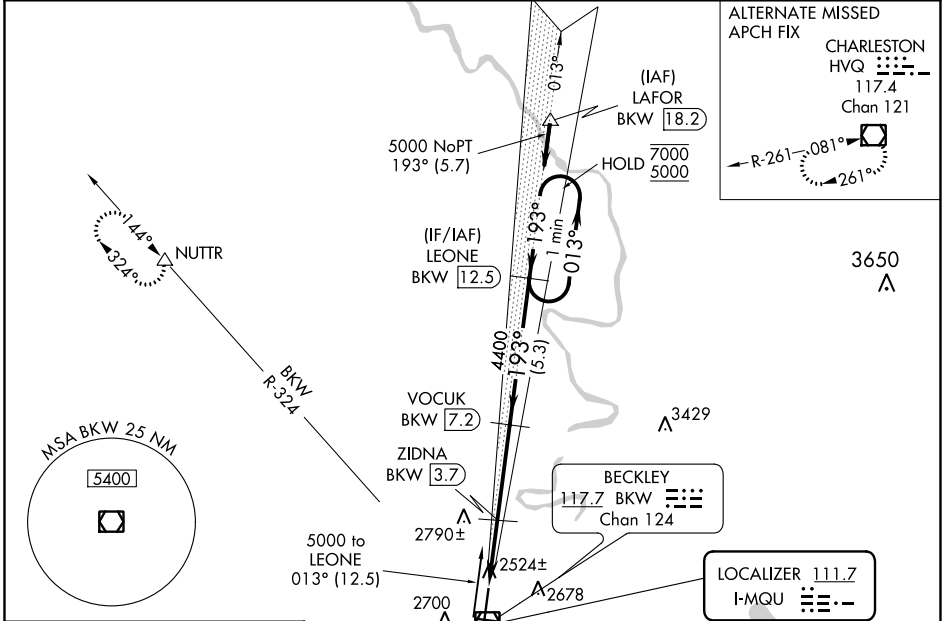 ALTERNATE MISSED
APCH FIX
CHARLESTON
HVQ
117.4
Chan 121
R-261
081°
261°
013°
(IAF)
LAFOR
BKW 18.2
5000 NoPT
193° (5.7)
HOLD 7000
5000
193°
1 min
013°
(IF/IAF)
LEONE
BKW 12.5
144°
324°
NUTTR
3650
4400
193°
(5.3)
BKW
R-324
VOCUK
BKW 7.2
3429
MSA BKW 25 NM
5400
ZIDNA
BKW 3.7
BECKLEY
117.7 BKW
Chan 124
2790±
5000 to
LEONE
013° (12.5)
2524±
2678
2700
LOCALIZER 111.7
I-MQU